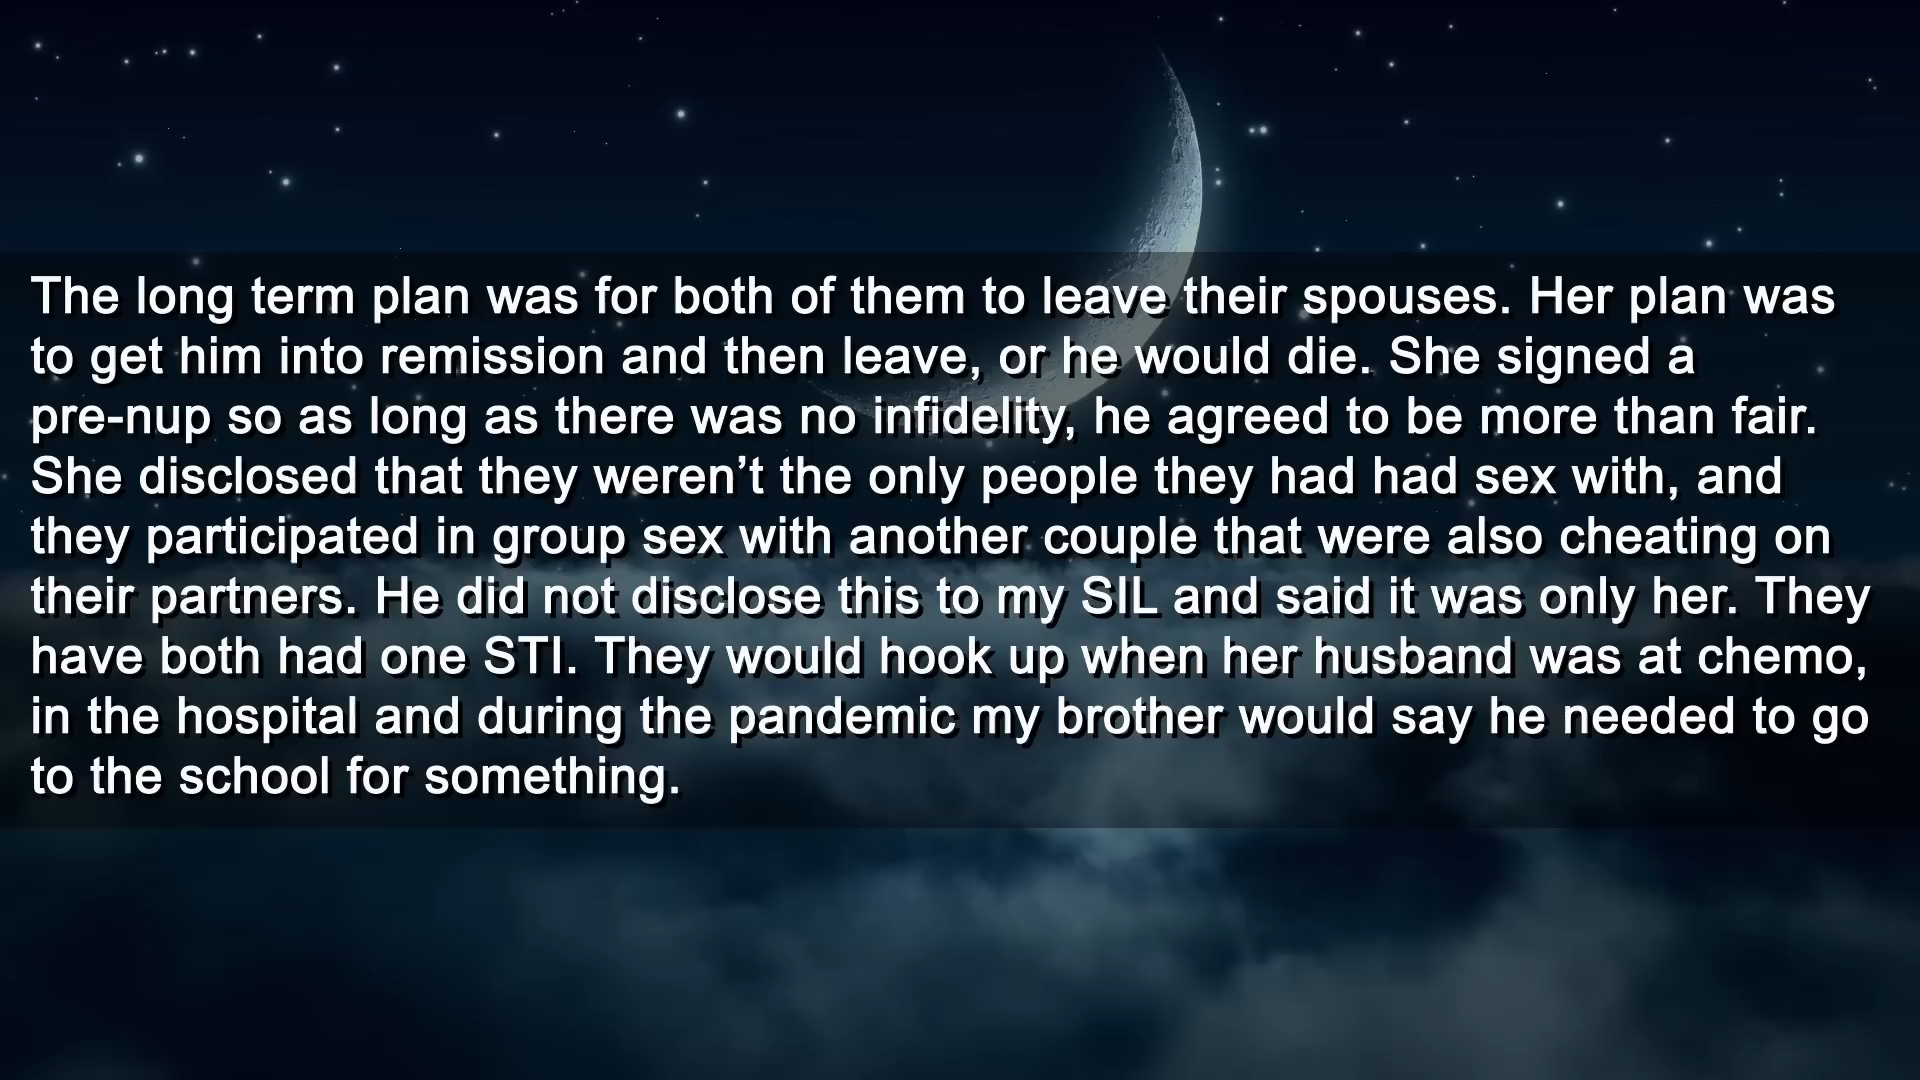 The long term plan was for both of them to leave their spouses. Her plan was
to get him into remission and then leave, or he would die. She signed a
pre-nup so as long as there was no infidelity, he agreed to be more than fair.
She disclosed that they weren’t the only people they had had sex with, and
they participated in group sex with another couple that were also cheating on
their partners. He did not disclose this to my SIL and said it was only her. They
have both had one STI. They would hook up when her husband was at chemo,
in the hospital and during the pandemic my brother would say he needed to go
to the school for something.